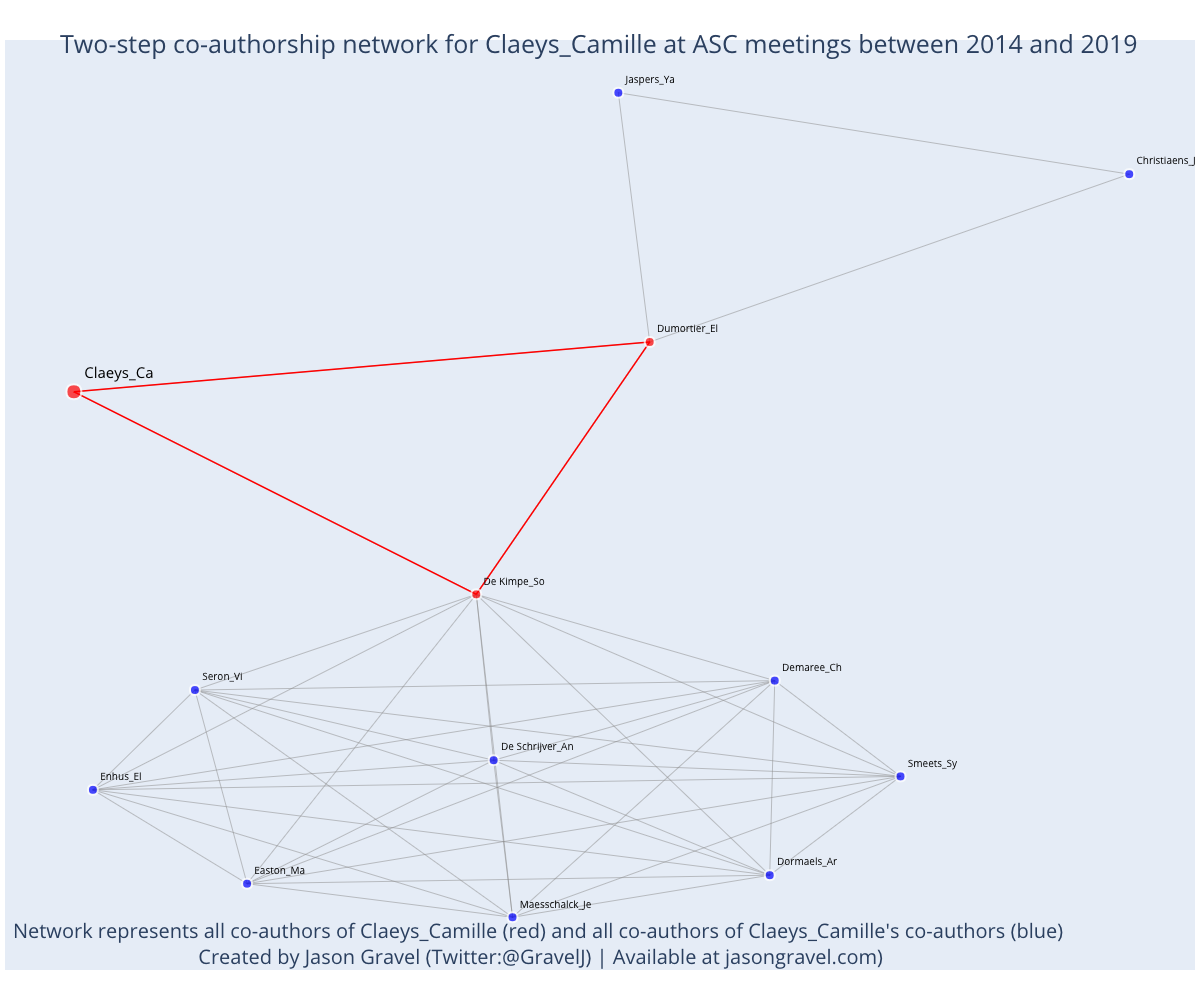 Two-step co-authorship network for Claeys_Camille at ASC meetings between 2014 and 2019
Jaspers_Ya
Christiaens_J
Dumortier_El
Claeys_Ca
De Kimpe_So
Seron_Vi
Demaree_Ch
De Schrijver_An
Smeets_Sy
Enhus_El
Dormaels_Ar
Easton_Ma
Maesschalck_Je
Network represents all co-authors of Claeys_Camille (red) and all co-authors of Claeys_Camille's co-authors (blue)
Created by Jason Gravel (Twitter:@GravelJ) | Available at jasongravel.com)